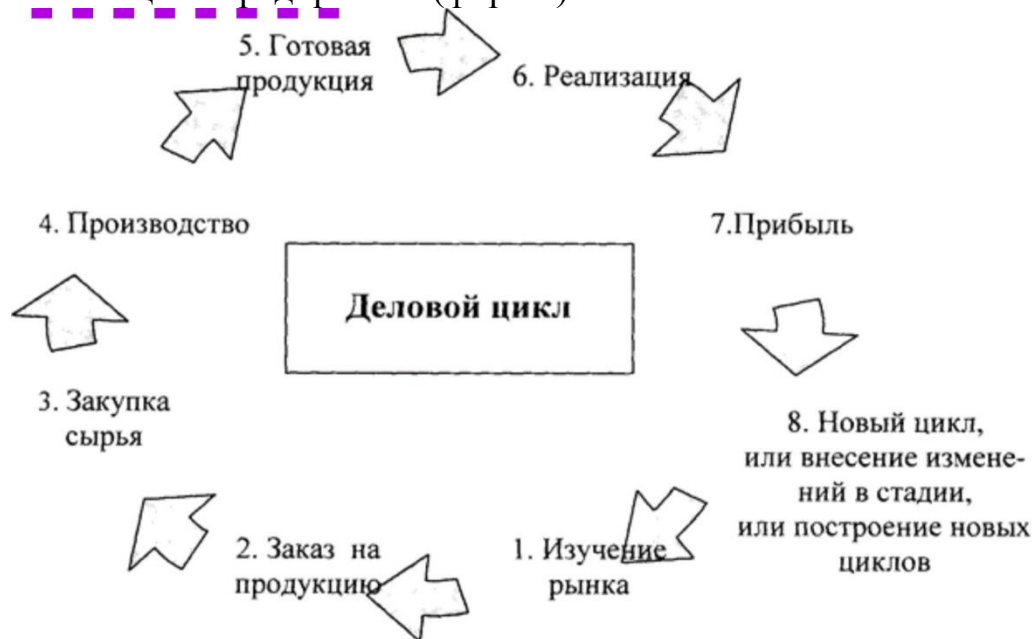 5. Готовая
продукция
6. Реализация
4. Производство
7.Прибыль
Деловой цикл
3. Закупка
сырья
8. Новый цикл,
или внесение измене-
ний в стадии,
или построение новых
циклов
2. Заказ на
продукцию
1. Изучение
рынка